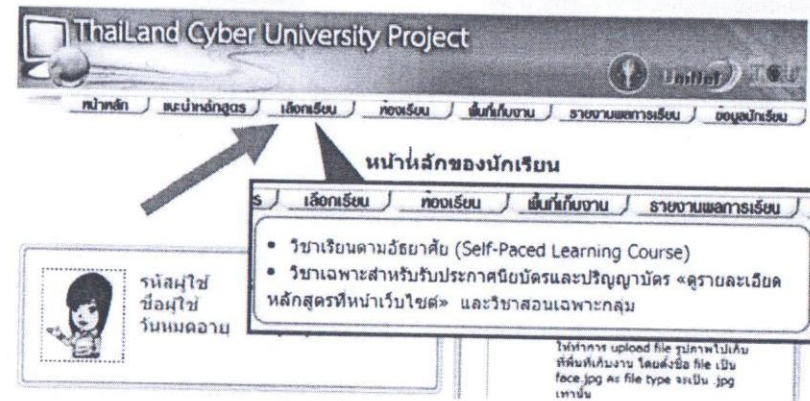 ThaiLand Cyber University Project
UniNet TCU
หน้าหลัก / แนะนำหลักสูตร / เลือกเรียน / ห้องเรียน / พื้นที่เก็บงาน / รายงานผลการเรียน / ข้อมูลนักเรียน
หน้าหลักของนักเรียน
ร / เลือกเรียน / ห้องเรียน / พื้นที่เก็บงาน / รายงานผลการเรียน /
• วิชาเรียนตามอัธยาศัย (Self-Paced Learning Course)
• วิชาเฉพาะสำหรับรับประกาศนียบัตรและปริญญาบัตร «ดูรายละเอียด
หลักสูตรที่หน้าเว็บไซต์» และวิชาสอนเฉพาะกลุ่ม
รหัสผู้ใช้
ชื่อผู้ใช้
วันหมดอายุ
ให้ทำการ upload file รูปภาพไปเก็บ
ที่พื้นที่เก็บงาน โดยตั้งชื่อ file เป็น
face.jpg คะ file type จะเป็น .jpg
เทานั้น